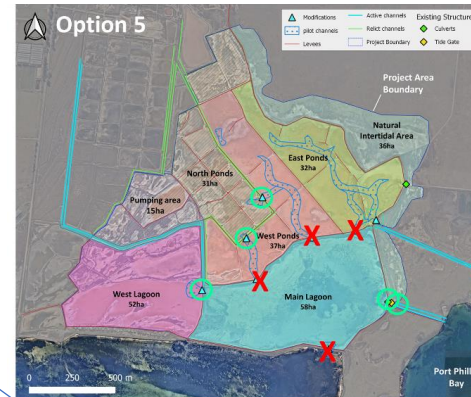 Option 5
Modifications
pilot channels
Levees
Active channels
Relict channels
Project Boundary
Existing Structure
Culverts
Tide Gate
Project Area
Boundary
Natural
Intertidal Area
36ha
East Ponds
32ha
North Ponds
31ha
Pumping area
15ha
West Ponds
37ha
West Lagoon
52ha
Main Lagoon
58ha
Port Phill
Bay
0 250 500 m